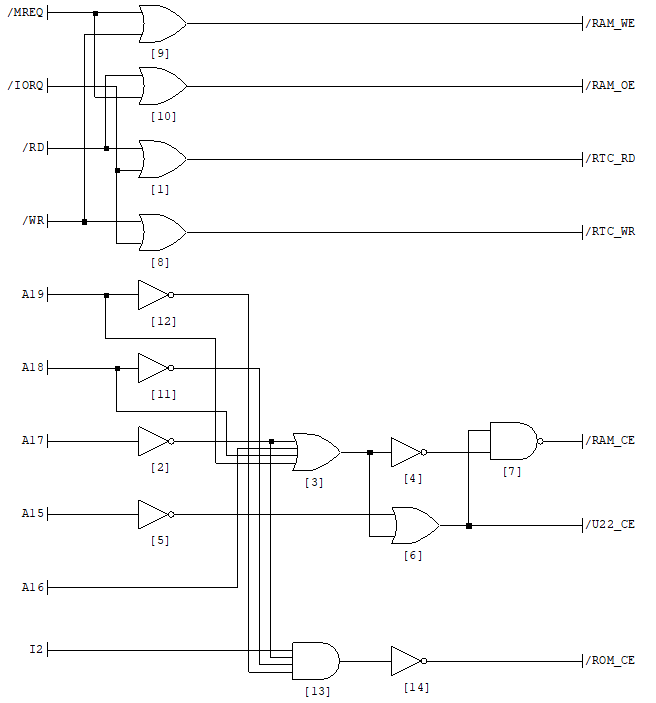 /MREQ
/RAM_WE
[9]
/IORQ
/RAM_OE
[10]
/RD
/RTC_RD
[1]
/WR
/RTC_WR
[8]
A19
[12]
A18
[11]
A17
/RAM_CE
[2]
[3]
[4]
[7]
A15
/U22_CE
[5]
[6]
A16
I2
/ROM_CE
[13]
[14]